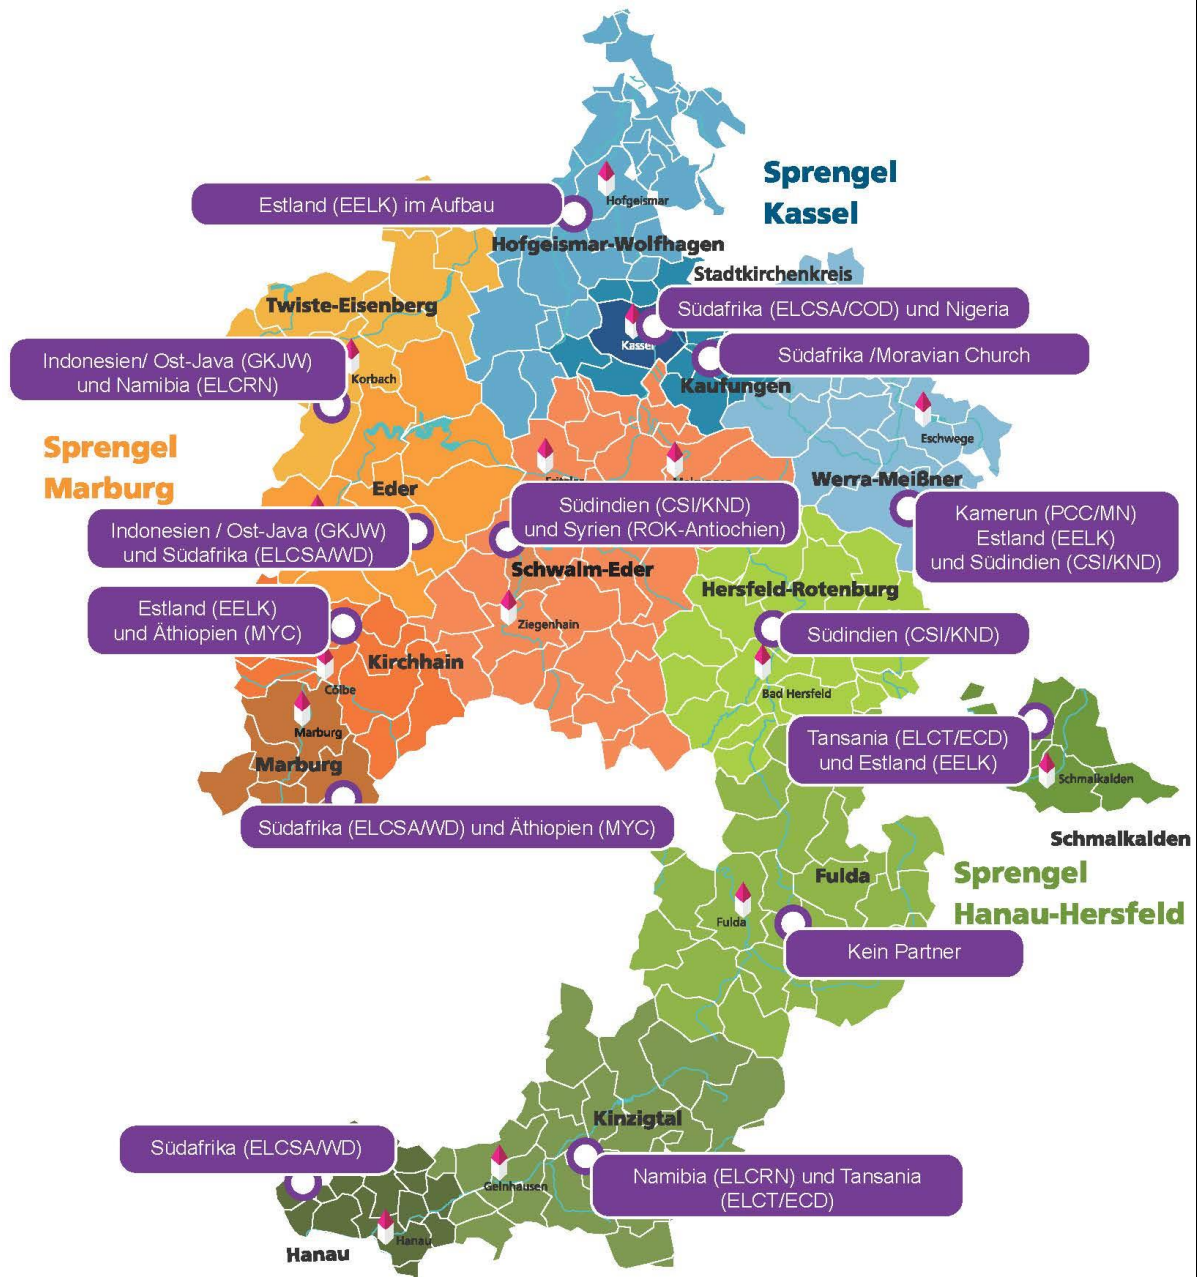 Sprengel
Kassel
Hofgeismar
Estland (EELK) im Aufbau
Hofgeismar-Wolfhagen
Stadtkirchenkreis
Twiste-Eisenberg
Südafrika (ELCSA/COD) und Nigeria
Kassel
Indonesien/ Ost-Java (GKJW)
und Namibia (ELCRN)
Korbach
Südafrika /Moravian Church
Kaufungen
Eschwege
Sprengel
Marburg
Eder
Werra-Meißner
Südindien (CSI/KND)
und Syrien (ROK-Antiochien)
Indonesien / Ost-Java (GKJW)
und Südafrika (ELCSA/WD)
Kamerun (PCC/MN)
Estland (EELK)
und Südindien (CSI/KND)
Schwalm-Eder
Hersfeld-Rotenburg
Estland (EELK)
und Äthiopien (MYC)
Ziegenhain
Südindien (CSI/KND)
Kirchhain
Cölbe
Bad Hersfeld
Marburg
Marburg
Tansania (ELCT/ECD)
und Estland (EELK)
Schmalkalden
Südafrika (ELCSA/WD) und Äthiopien (MYC)
Schmalkalden
Fulda
Sprengel
Hanau-Hersfeld
Fulda
Kein Partner
Kinzigtal
Südafrika (ELCSA/WD)
Gelnhausen
Namibia (ELCRN) und Tansania
(ELCT/ECD)
Hanau
Hanau